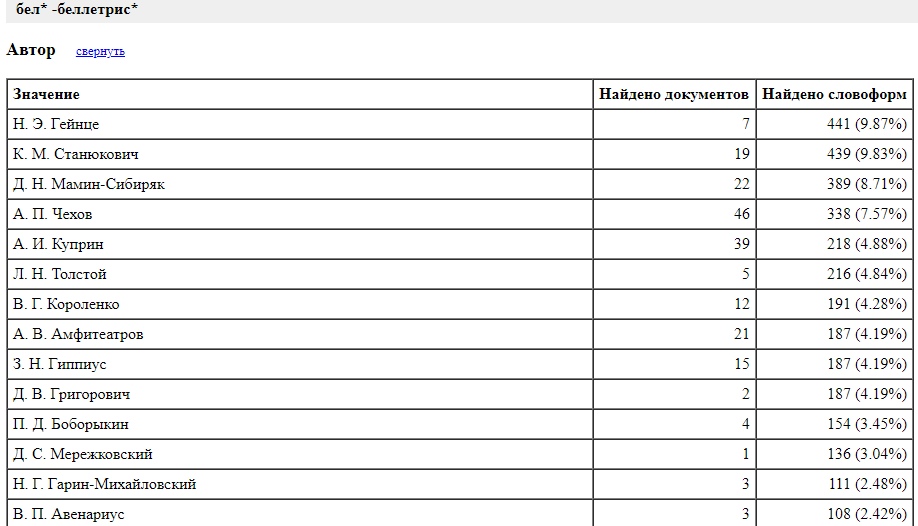 бел* -беллетрис*
Автор свернуть
Значение Найдено документов Найдено словоформ
Н. Э. Гейнце 7 441 (9.87%)
К. М. Станюкович 19 439 (9.83%)
Д. Н. Мамин-Сибиряк 22 389 (8.71%)
А. П. Чехов 46 338 (7.57%)
А. И. Куприн 39 218 (4.88%)
Л. Н. Толстой 5 216 (4.84%)
В. Г. Короленко 12 191 (4.28%)
А. В. Амфитеатров 21 187 (4.19%)
З. Н. Гиппиус 15 187 (4.19%)
Д. В. Григорович 2 187 (4.19%)
П. Д. Боборыкин 4 154 (3.45%)
Д. С. Мережковский 1 136 (3.04%)
Н. Г. Гарин-Михайловский 3 111 (2.48%)
В. П. Авенариус 3 108 (2.42%)